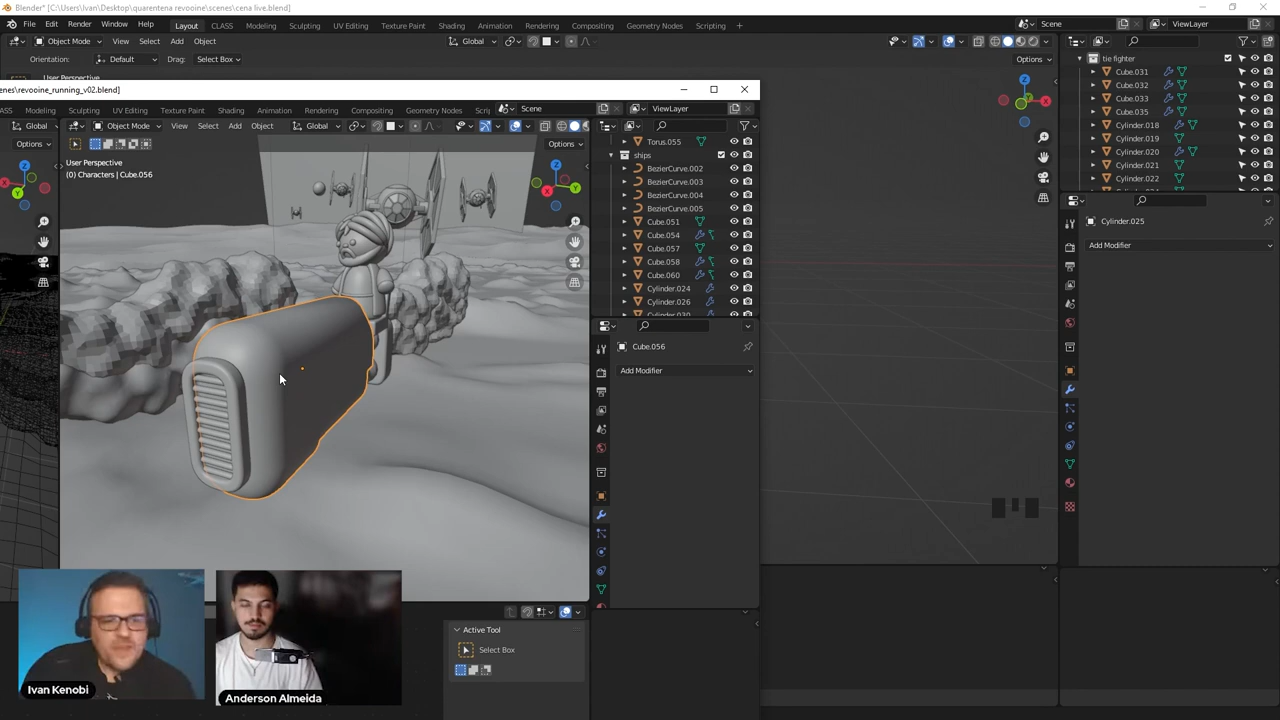 Blender* [C:\Users\Ivan\Desktop\quarentena revooine\scenes\cena live.blend]
File Edit Render Window Help Layout CLASS Modeling Sculpting UV Editing Texture Paint Shading Animation Rendering Compositing Geometry Nodes Scripting + Scene ViewLayer
Object Mode View Select Add Object Global
Orientation: Default Drag: Select Box Options
User Perspective
tie fighter
Cube.031
Cube.032
Cube.033
Cube.035
Cylinder.018
Cylinder.019
Cylinder.020
Cylinder.021
Cylinder.022
Cylinder.025
Add Modifier
enes\revooine_running_v02.blend]
ASS Modeling Sculpting UV Editing Texture Paint Shading Animation Rendering Compositing Geometry Nodes Scri Scene ViewLayer
Global Object Mode View Select Add Object Global
Options Options
User Perspective
(0) Characters | Cube.056
Torus.055
ships
BezierCurve.002
BezierCurve.003
BezierCurve.004
BezierCurve.005
Cube.051
Cube.054
Cube.057
Cube.058
Cube.060
Cylinder.024
Cylinder.026
Cube.056
Add Modifier
Active Tool
Select Box
Ivan Kenobi
Anderson Almeida